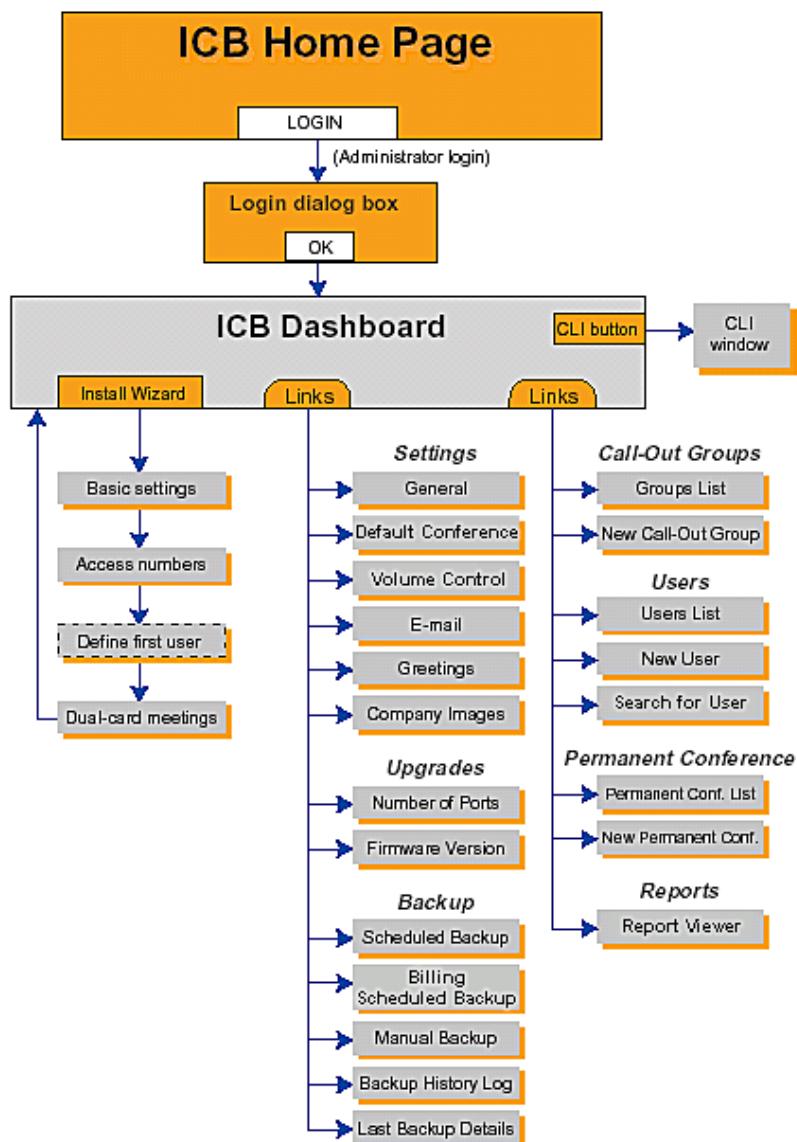 ICB Home Page
LOGIN
(Administrator login)
Login dialog box
OK
ICB Dashboard
CLI button
CLI
window
Install Wizard
Links
Links
Basic settings
Access numbers
Define first user
Dual-card meetings
Settings
General
Default Conference
Volume Control
E-mail
Greetings
Company Images
Upgrades
Number of Ports
Firmware Version
Backup
Scheduled Backup
Billing
Scheduled Backup
Manual Backup
Backup History Log
Last Backup Details
Call-Out Groups
Groups List
New Call-Out Group
Users
Users List
New User
Search for User
Permanent Conference
Permanent Conf. List
New Permanent Conf.
Reports
Report Viewer